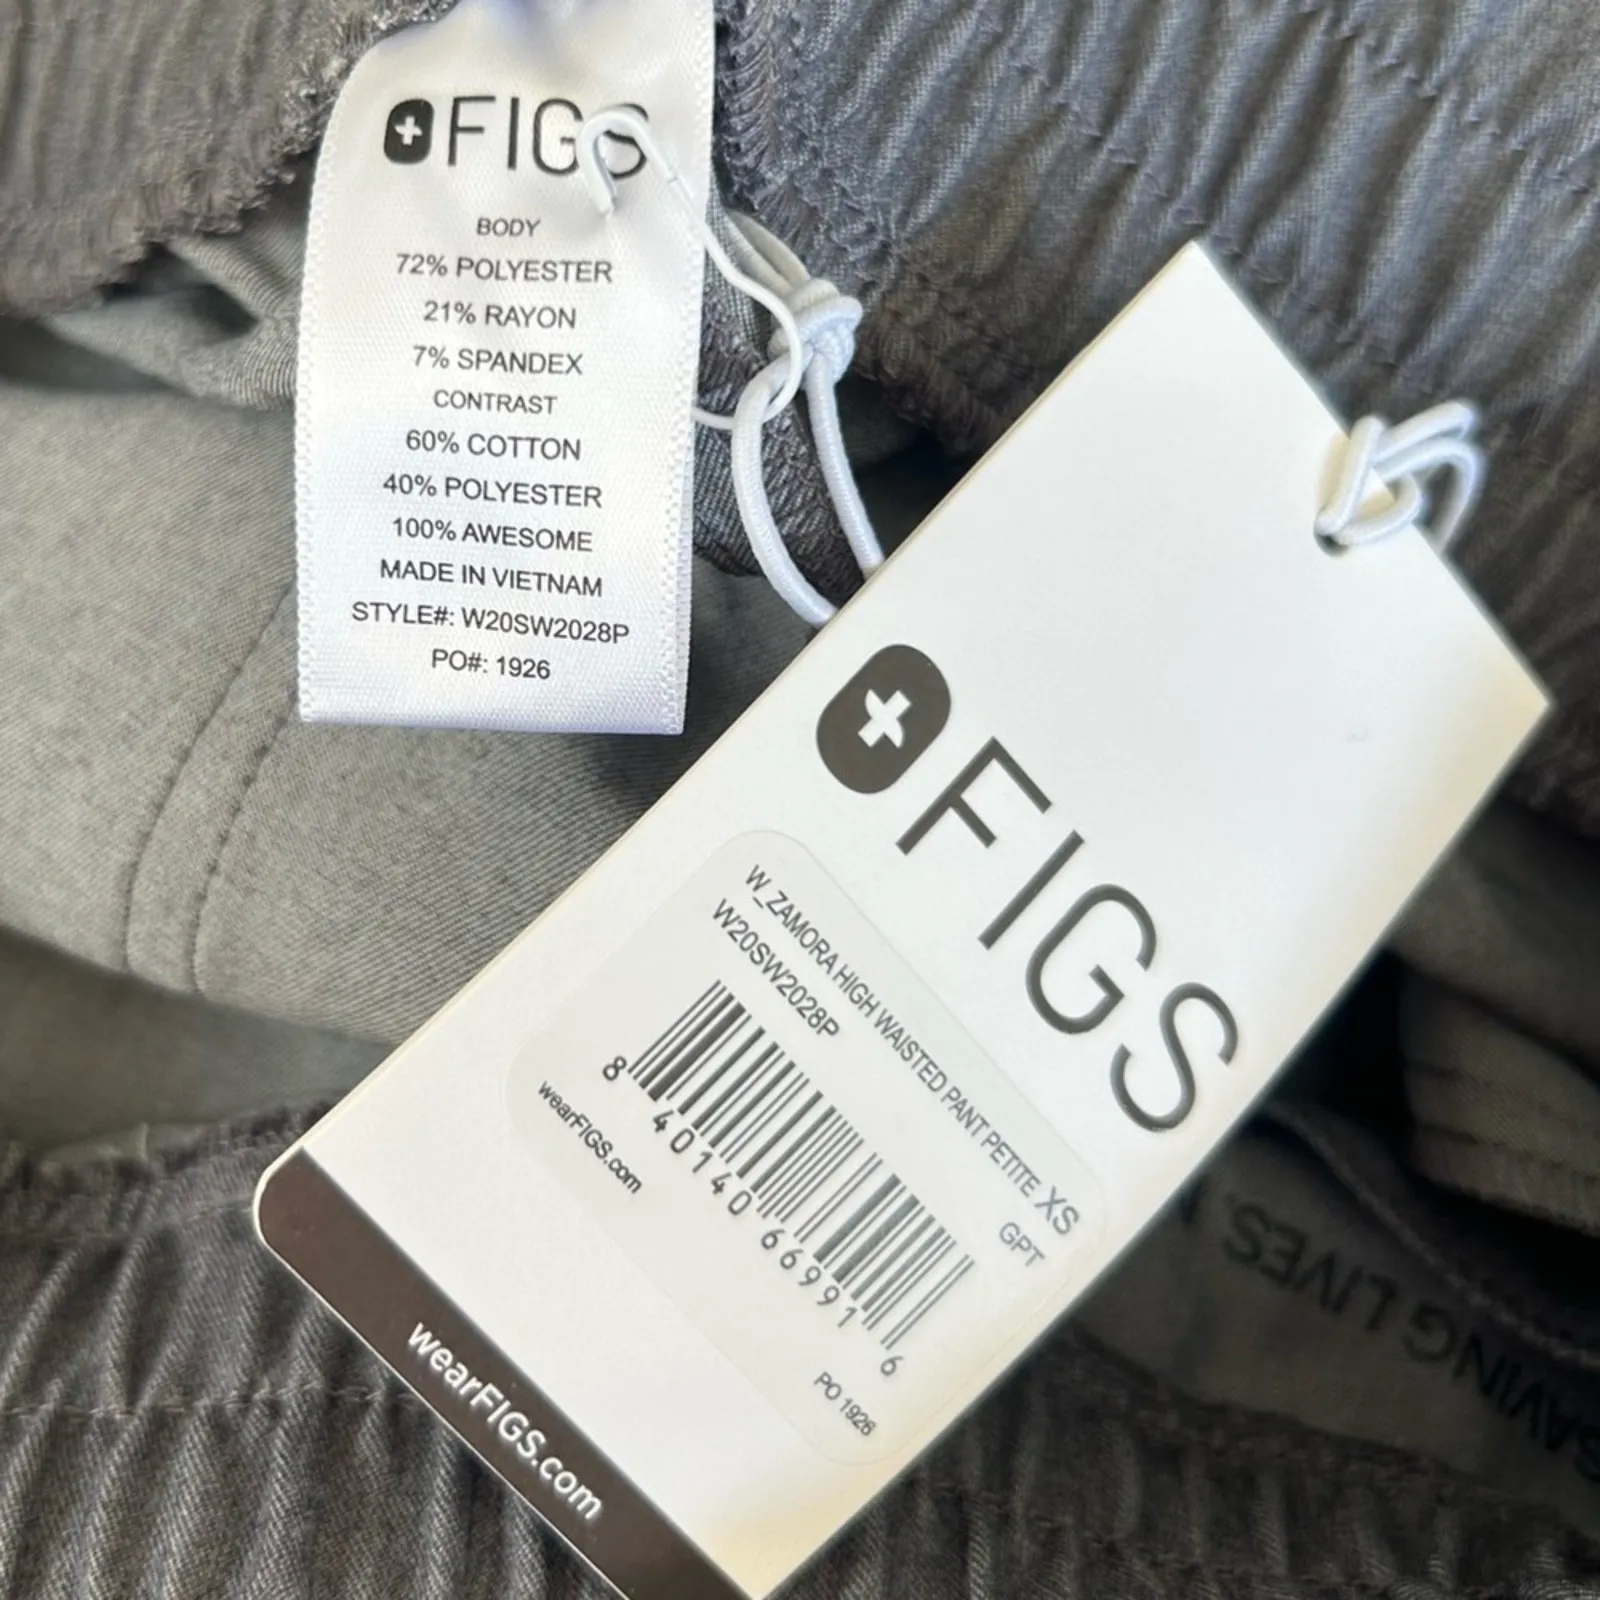 FIGS
BODY
72% POLYESTER
21% RAYON
7% SPANDEX
CONTRAST
60% COTTON
40% POLYESTER
100% AWESOME
MADE IN VIETNAM
STYLE#: W20SW2028P
PO#: 1926
FIGS
W_ZAMORA HIGH WAISTED PANT PETITE XS
W20SW2028P
GPT
8 40140 66991 6
wearFIGS.com
PO 1926
wearFIGS.com
SAVING LIVES